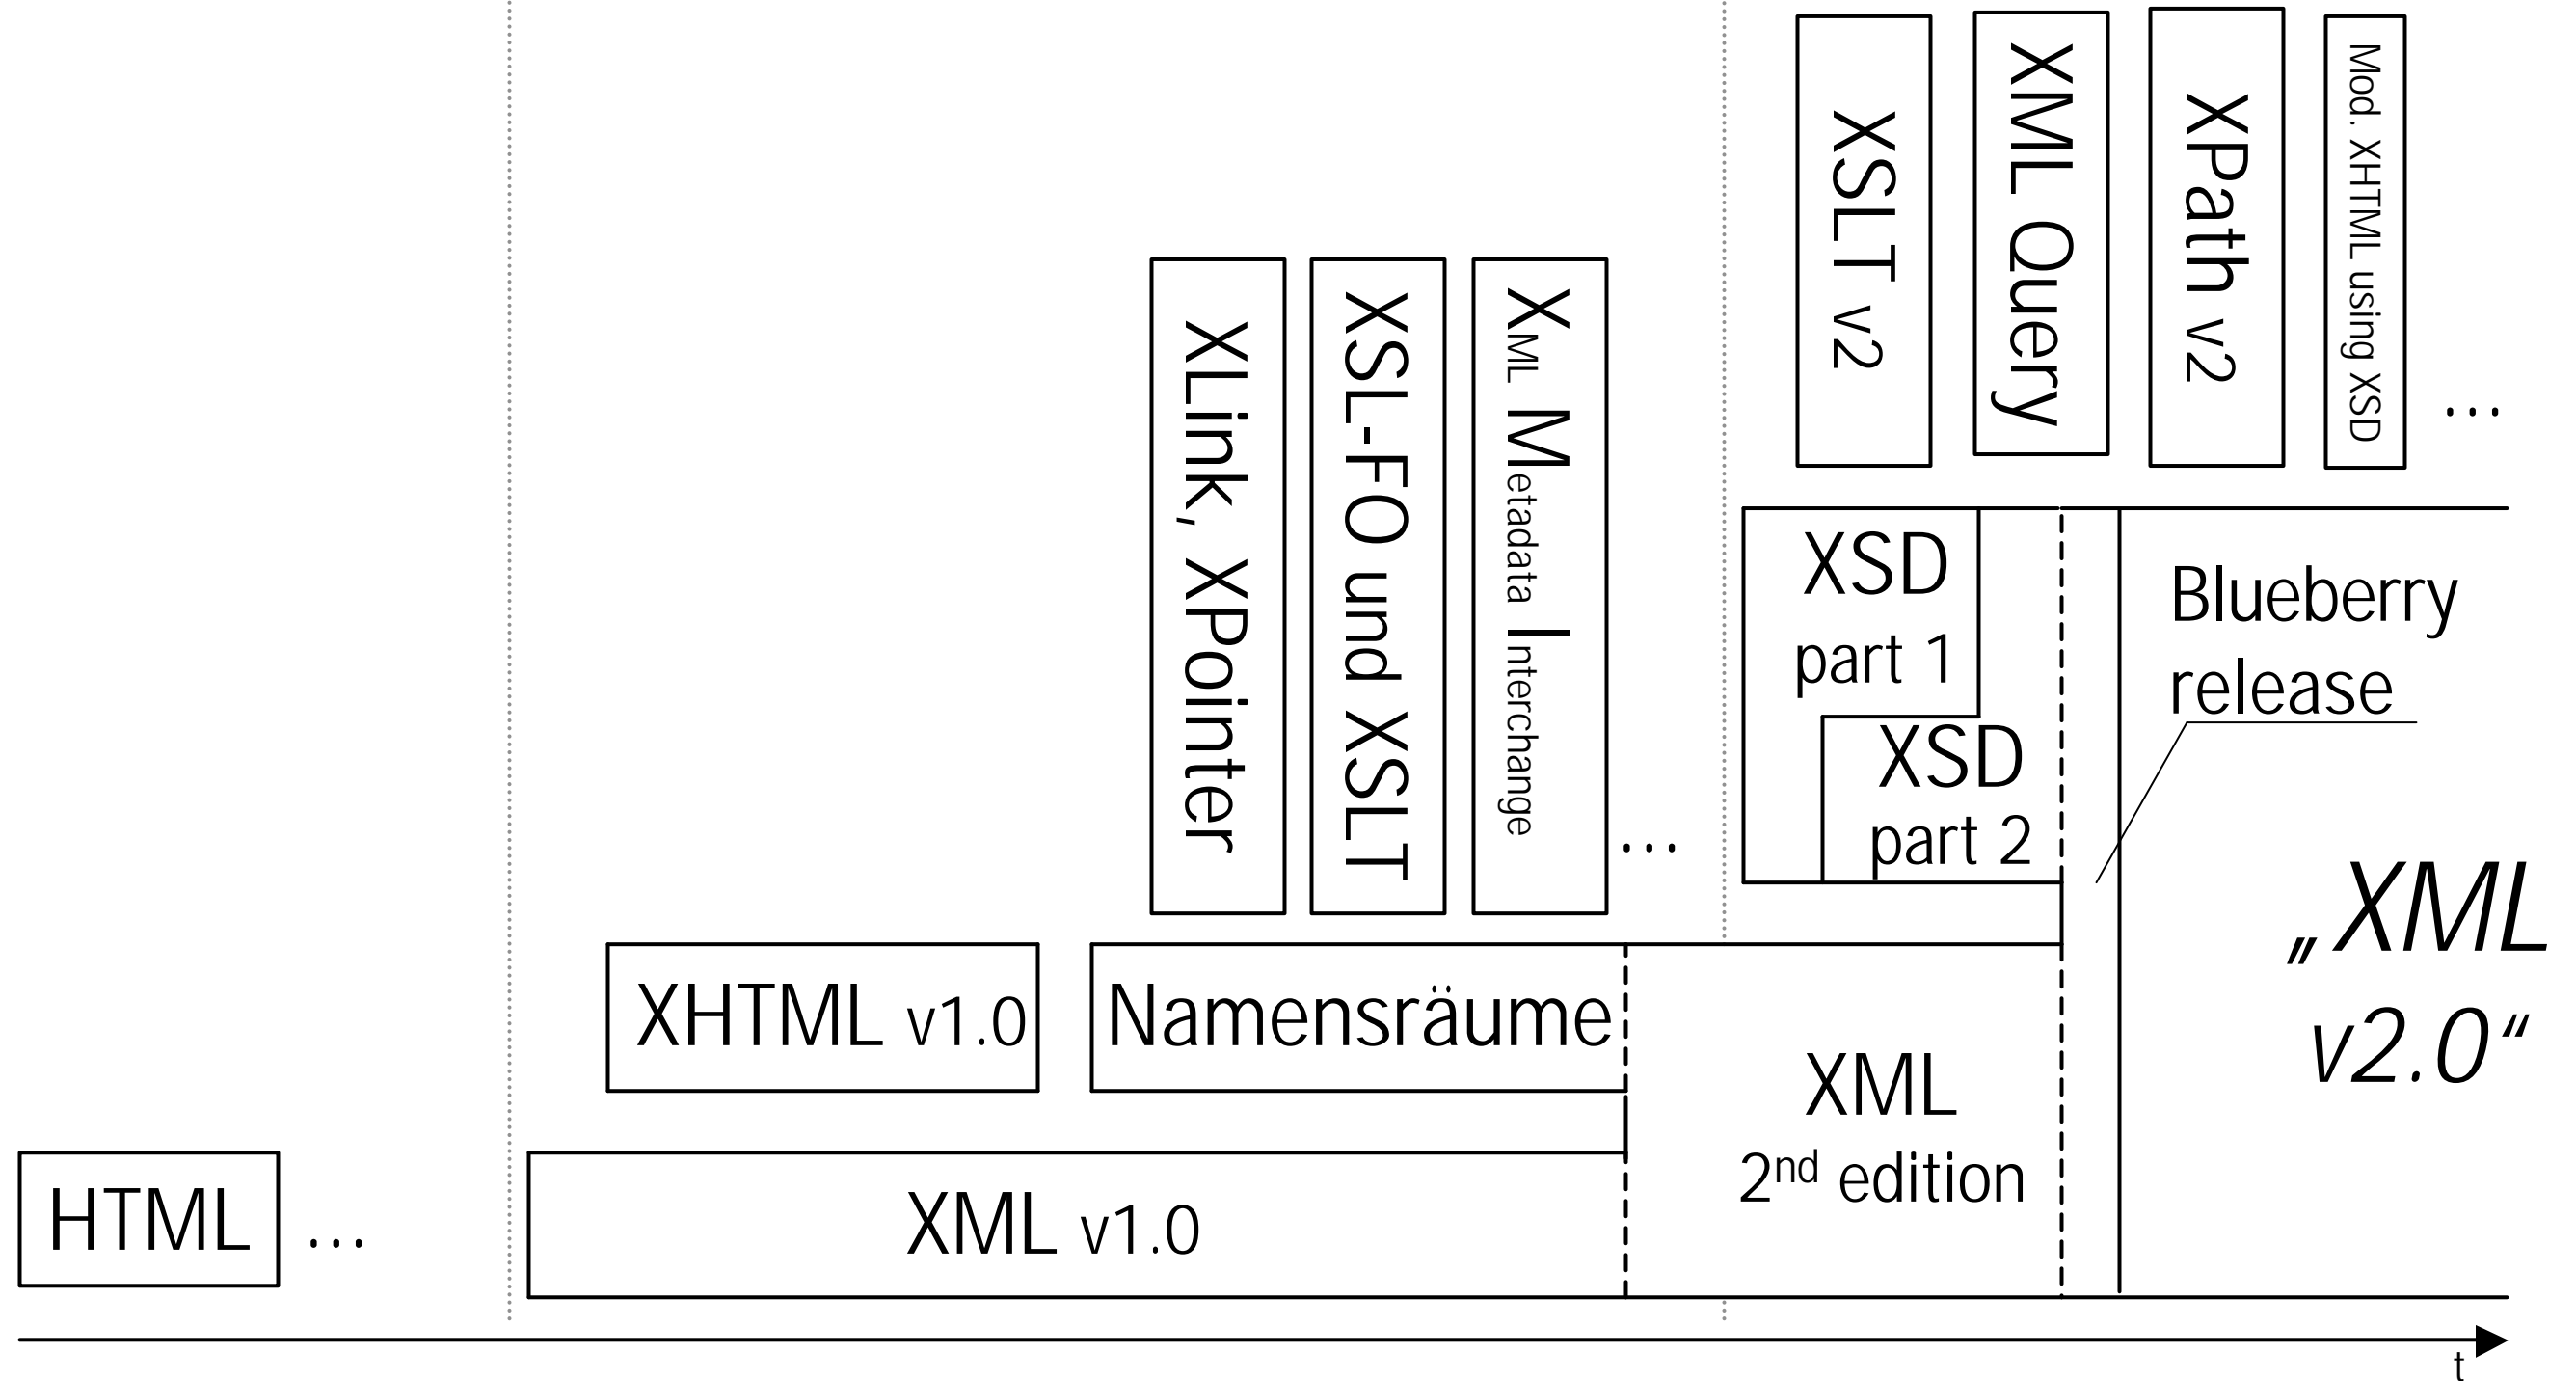 XSLT v2
XML Query
XPath v2
Mod. XHTML using XSD
...
XLink, XPointer
XSL-FO und XSLT
XML Metadata Interchange
...
XSD
part 1
XSD
part 2
Blueberry
release
„XML
v2.0“
XHTML v1.0
Namensräume
XML
2nd edition
HTML
...
XML v1.0
t